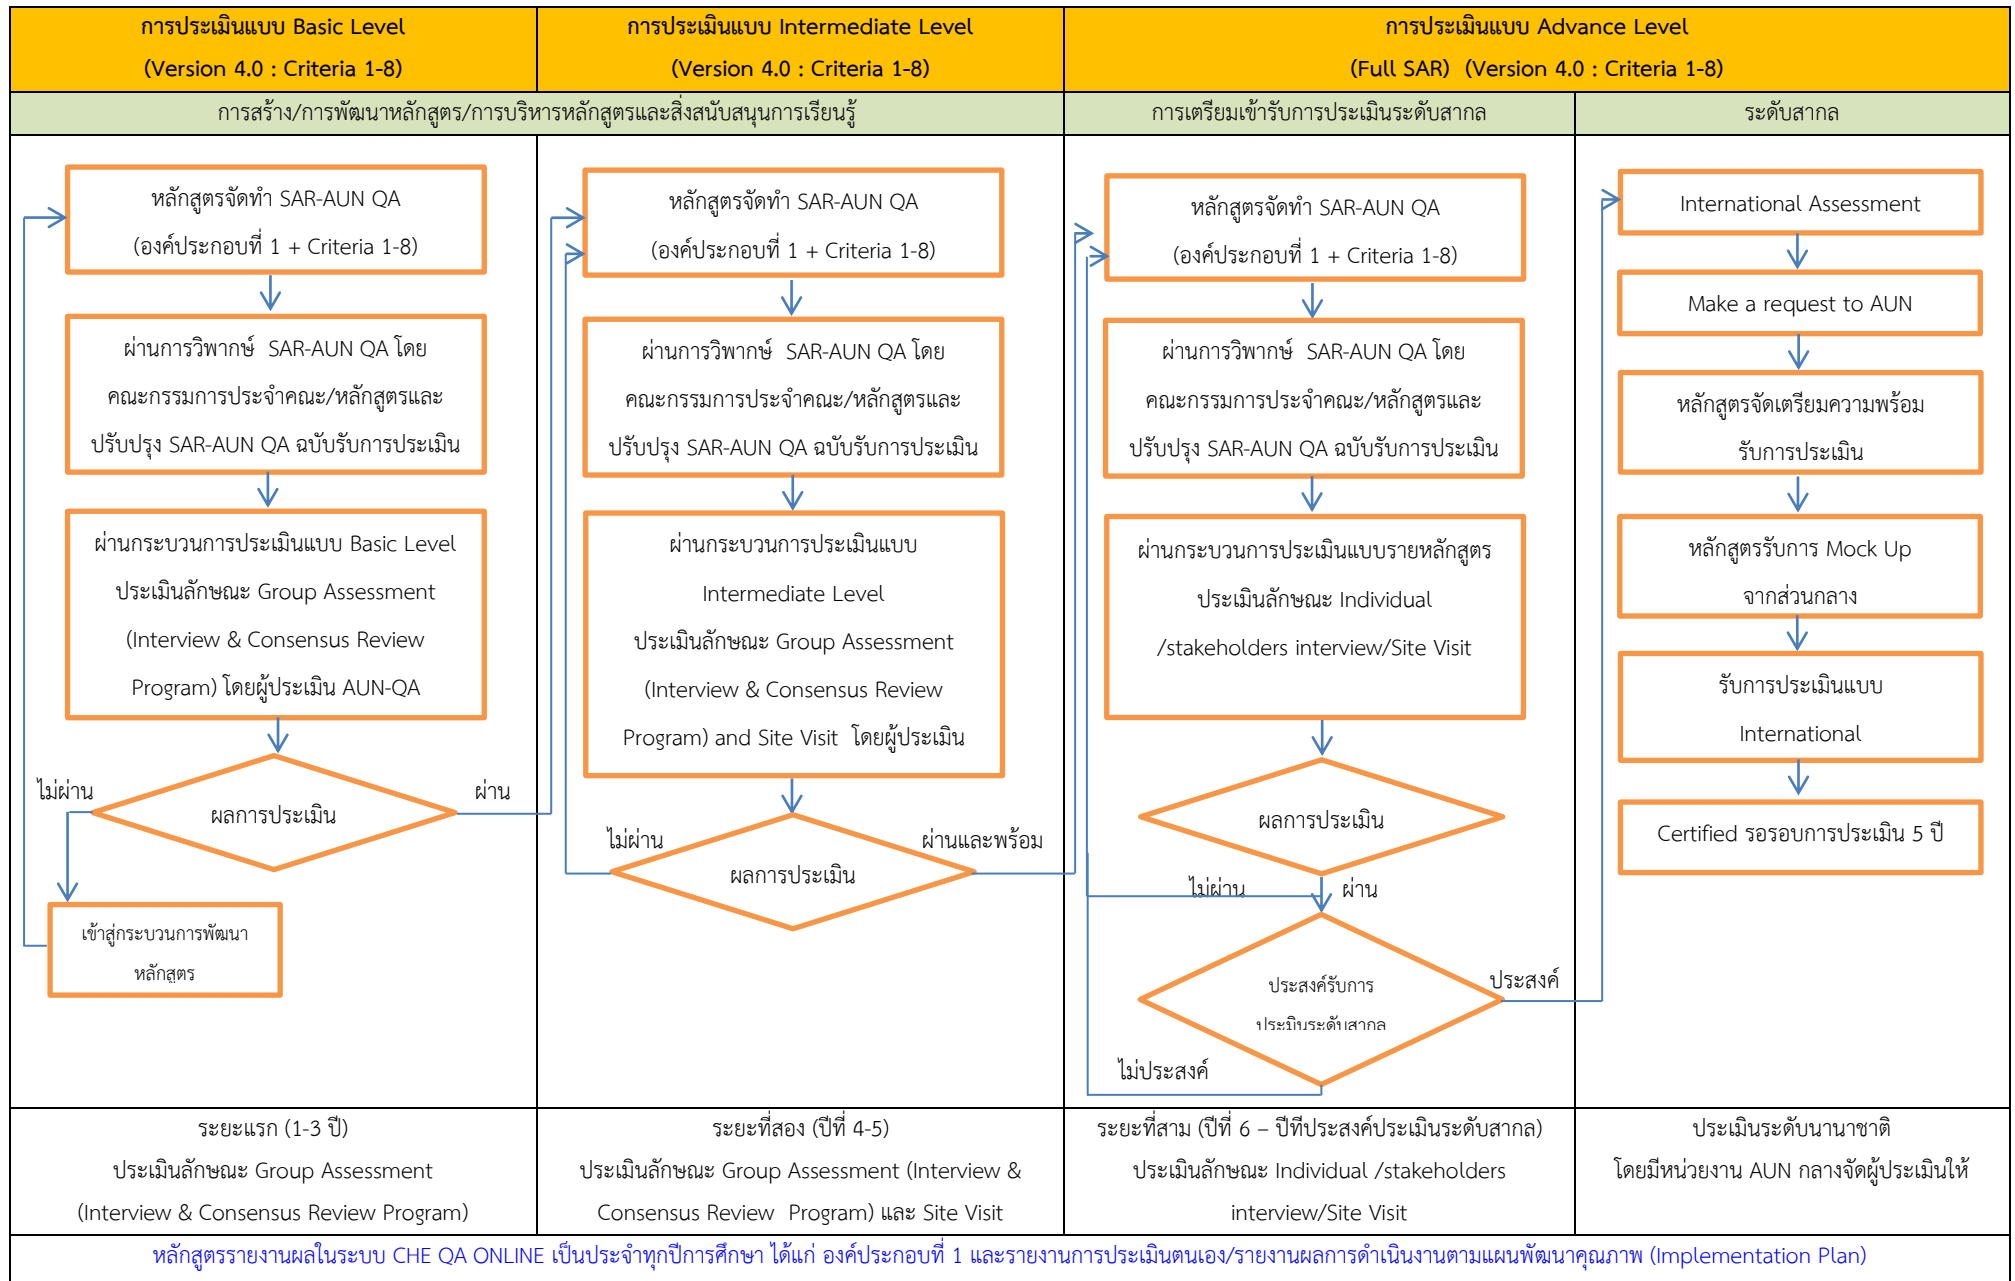 การประเมินแบบ Basic Level
(Version 4.0 : Criteria 1-8)
การประเมินแบบ Intermediate Level
(Version 4.0 : Criteria 1-8)
การประเมินแบบ Advance Level
(Full SAR) (Version 4.0 : Criteria 1-8)
การสร้าง/การพัฒนาหลักสูตร/การบริหารหลักสูตรและสิ่งสนับสนุนการเรียนรู้
การเตรียมเข้ารับการประเมินระดับสากล
ระดับสากล
หลักสูตรจัดทำ SAR-AUN QA
(องค์ประกอบที่ 1 + Criteria 1-8)
ผ่านการวิพากษ์ SAR-AUN QA โดย
คณะกรรมการประจำคณะ/หลักสูตรและ
ปรับปรุง SAR-AUN QA ฉบับรับการประเมิน
ผ่านกระบวนการประเมินแบบ Basic Level
ประเมินลักษณะ Group Assessment
(Interview & Consensus Review
Program) โดยผู้ประเมิน AUN-QA
ไม่ผ่าน
ผ่าน
ผลการประเมิน
เข้าสู่กระบวนการพัฒนา
หลักสูตร
หลักสูตรจัดทำ SAR-AUN QA
(องค์ประกอบที่ 1 + Criteria 1-8)
ผ่านการวิพากษ์ SAR-AUN QA โดย
คณะกรรมการประจำคณะ/หลักสูตรและ
ปรับปรุง SAR-AUN QA ฉบับรับการประเมิน
ผ่านกระบวนการประเมินแบบ
Intermediate Level
ประเมินลักษณะ Group Assessment
(Interview & Consensus Review
Program) and Site Visit โดยผู้ประเมิน
ไม่ผ่าน
ผ่านและพร้อม
ผลการประเมิน
หลักสูตรจัดทำ SAR-AUN QA
(องค์ประกอบที่ 1 + Criteria 1-8)
ผ่านการวิพากษ์ SAR-AUN QA โดย
คณะกรรมการประจำคณะ/หลักสูตรและ
ปรับปรุง SAR-AUN QA ฉบับรับการประเมิน
ผ่านกระบวนการประเมินแบบรายหลักสูตร
ประเมินลักษณะ Individual
/stakeholders interview/Site Visit
ผลการประเมิน
ไม่ผ่าน
ผ่าน
ประสงค์รับการ
ประมินระดับสากล
ประสงค์
ไม่ประสงค์
International Assessment
Make a request to AUN
หลักสูตรจัดเตรียมความพร้อม
รับการประเมิน
หลักสูตรรับการ Mock Up
จากส่วนกลาง
รับการประเมินแบบ
International
Certified รอรอบการประเมิน 5 ปี
ระยะแรก (1-3 ปี)
ประเมินลักษณะ Group Assessment
(Interview & Consensus Review Program)
ระยะที่สอง (ปีที่ 4-5)
ประเมินลักษณะ Group Assessment (Interview &
Consensus Review Program) และ Site Visit
ระยะที่สาม (ปีที่ 6 – ปีทีประสงค์ประเมินระดับสากล)
ประเมินลักษณะ Individual /stakeholders
interview/Site Visit
ประเมินระดับนานาชาติ
โดยมีหน่วยงาน AUN กลางจัดผู้ประเมินให้
หลักสูตรรายงานผลในระบบ CHE QA ONLINE เป็นประจำทุกปีการศึกษา ได้แก่ องค์ประกอบที่ 1 และรายงานการประเมินตนเอง/รายงานผลการดำเนินงานตามแผนพัฒนาคุณภาพ (Implementation Plan)